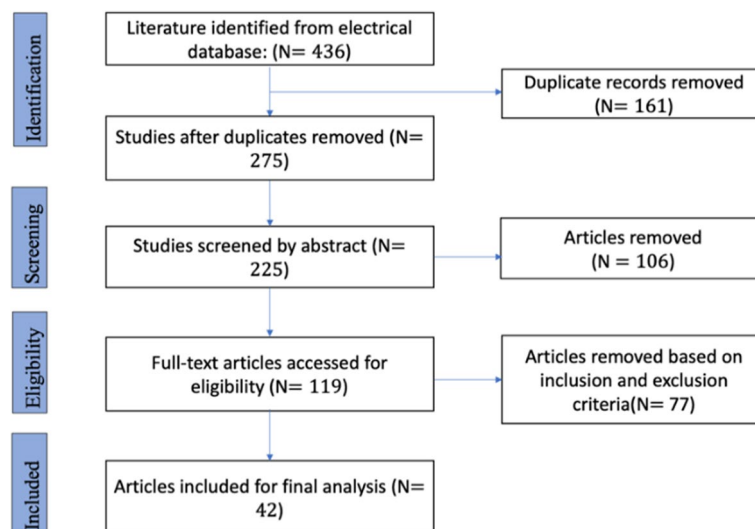 Identification
Literature identified from electrical
database: (N= 436)
Duplicate records removed
(N= 161)
Studies after duplicates removed (N=
275)
Screening
Studies screened by abstract (N=
225)
Articles removed
(N = 106)
Eligibility
Full-text articles accessed for
eligibility (N= 119)
Articles removed based on
inclusion and exclusion
criteria(N= 77)
Included
Articles included for final analysis (N=
42)